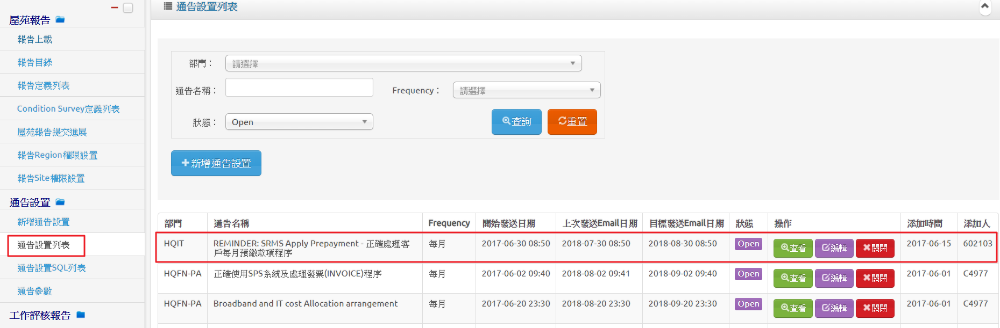 屋苑報告
報告上載
報告目錄
報告定義列表
Condition Survey定義列表
屋苑報告提交進展
報告Region權限設置
報告Site權限設置
通告設置
新增通告設置
通告設置列表
通告設置SQL列表
通告參數
工作評核報告
通告設置列表
部門： 請選擇
通告名稱： Frequency： 請選擇
狀態： Open 查詢 重置
新增通告設置
部門 通告名稱 Frequency 開始發送日期 上次發送Email日期 目標發送Email日期 狀態 操作 添加時間 添加人
HQIT REMINDER: SRMS Apply Prepayment - 正確處理客 每月 2017-06-30 08:50 2018-07-30 08:50 2018-08-30 08:50 Open 查看 編輯 關閉 2017-06-15 602103
戶每月預繳款項程序
HQFN-PA 正確使用SPS系統及處理發票(INVOICE)程序 每月 2017-06-02 09:40 2018-08-02 09:41 2018-09-02 09:40 Open 查看 編輯 關閉 2017-06-01 C4977
HQFN-PA Broadband and IT cost Allocation arrangement 每月 2017-06-20 23:30 2018-08-20 23:30 2018-09-20 23:30 Open 查看 編輯 關閉 2017-06-01 C4977